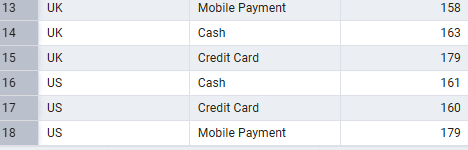 13 UK Mobile Payment 158
14 UK Cash 163
15 UK Credit Card 179
16 US Cash 161
17 US Credit Card 160
18 US Mobile Payment 179